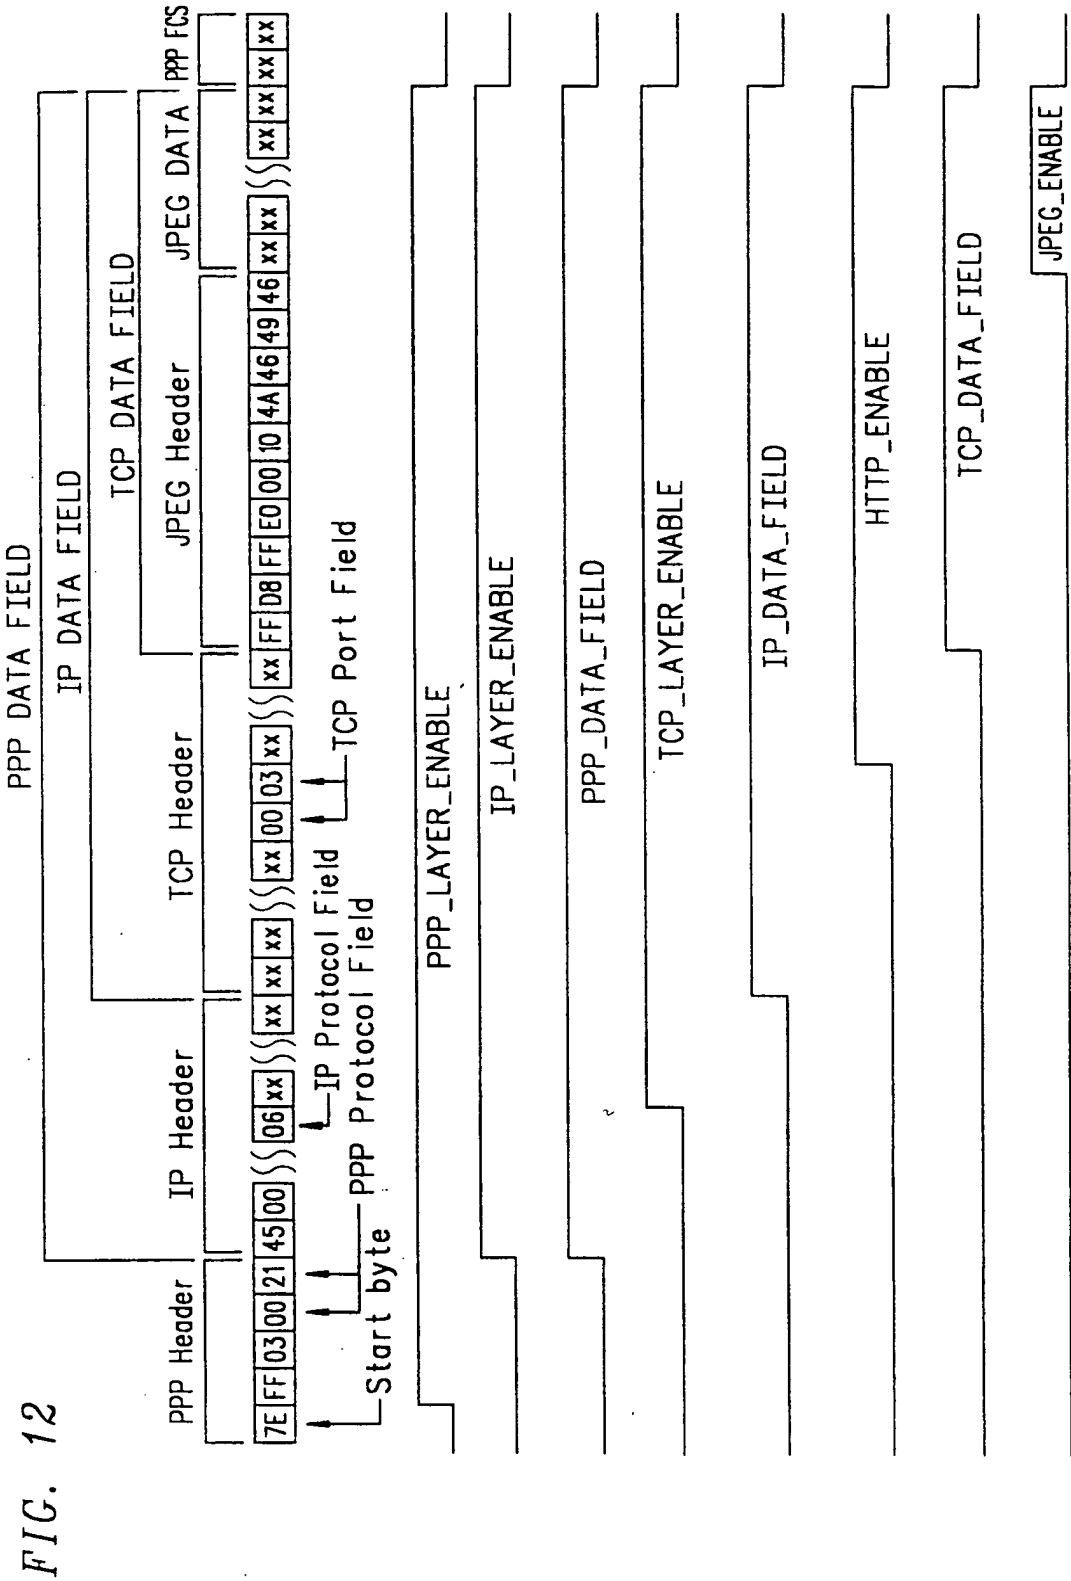 FIG. 12
PPP DATA FIELD
IP DATA FIELD
TCP DATA FIELD
PPP Header
IP Header
TCP Header
JPEG Header
JPEG DATA
PPP FCS
7E FF 03 00 21 45 00 06 xx xx xx xx xx 00 03 xx xx FF D8 FF E0 00 10 4A 46 49 46 xx xx xx xx xx xx
Start byte
PPP Protocol Field
IP Protocol Field
TCP Port Field
PPP_LAYER_ENABLE
IP_LAYER_ENABLE
PPP_DATA_FIELD
TCP_LAYER_ENABLE
IP_DATA_FIELD
HTTP_ENABLE
TCP_DATA_FIELD
JPEG_ENABLE